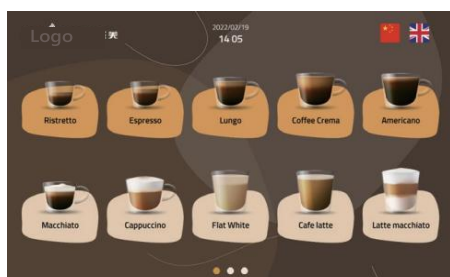 Logo
2022/02/19
14 05
Ristretto
Espresso
Lungo
Coffee Crema
Americano
Macchiato
Cappuccino
Flat White
Cafe latte
Latte macchiato